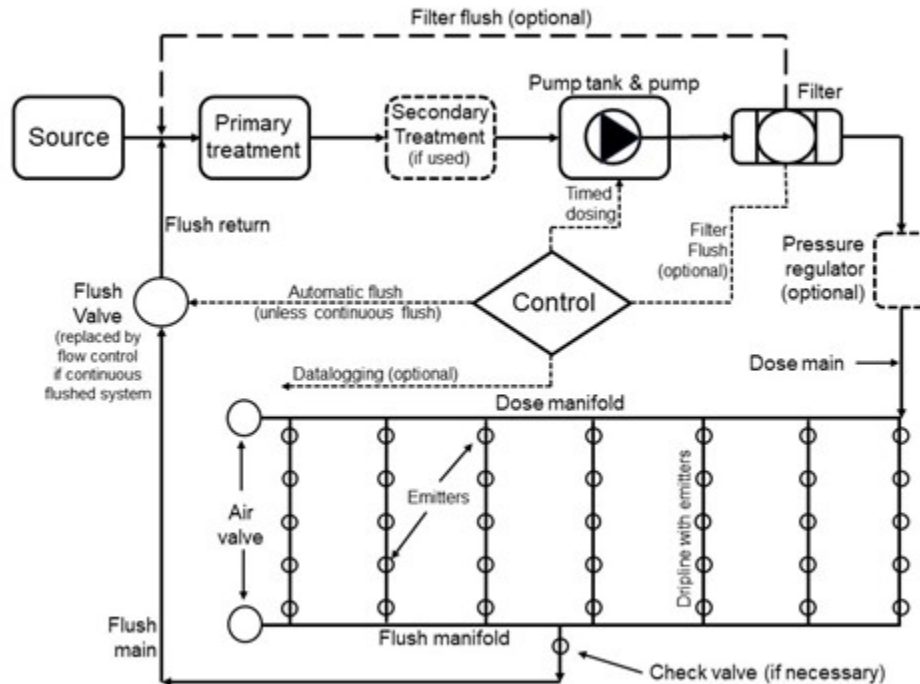 Filter flush (optional)
Pump tank & pump
Filter
Source
Primary
treatment
Secondary
Treatment
(if used)
Timed
dosing
Flush return
Filter
Flush
(optional)
Pressure
regulator
(optional)
Flush
Valve
(replaced by
flow control
if continuous
flushed system
Automatic flush
(unless continuous flush)
Control
Datalogging (optional)
Dose main
Dose manifold
Emitters
Dripline with emitters
Air
valve
Flush
main
Flush manifold
Check valve (if necessary)